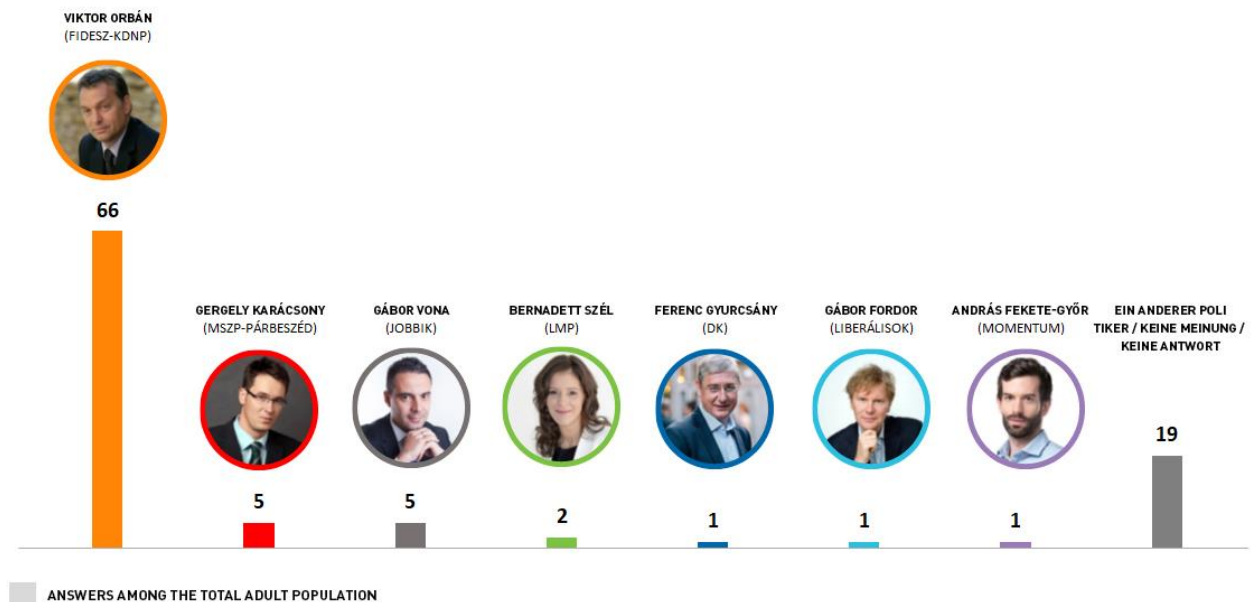 VIKTOR ORBÁN
(FIDESZ-KDNP)
66
GERGELY KARÁCSONY
(MSZP-PÁRBESZÉD)
5
GÁBOR VONA
(JOBBIK)
5
BERNADETT SZÉL
(LMP)
2
FERENC GYURCSÁNY
(DK)
1
GÁBOR FORDOR
(LIBERÁLISOK)
1
ANDRÁS FEKETE-GYŐR
(MOMENTUM)
1
EIN ANDERER POLI
TIKER / KEINE MEINUNG /
KEINE ANTWORT
19
ANSWERS AMONG THE TOTAL ADULT POPULATION